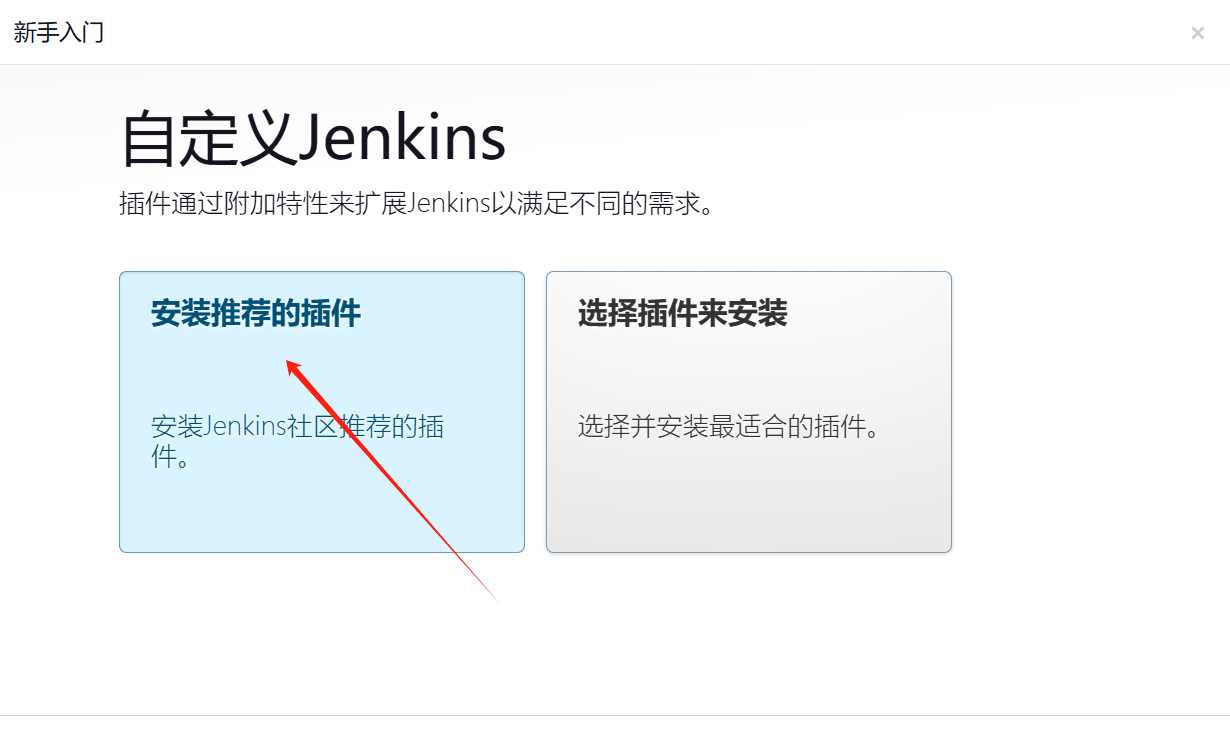 新手入门
×
自定义Jenkins
插件通过附加特性来扩展Jenkins以满足不同的需求。
安装推荐的插件
安装Jenkins社区推荐的插
件。
选择插件来安装
选择并安装最适合的插件。